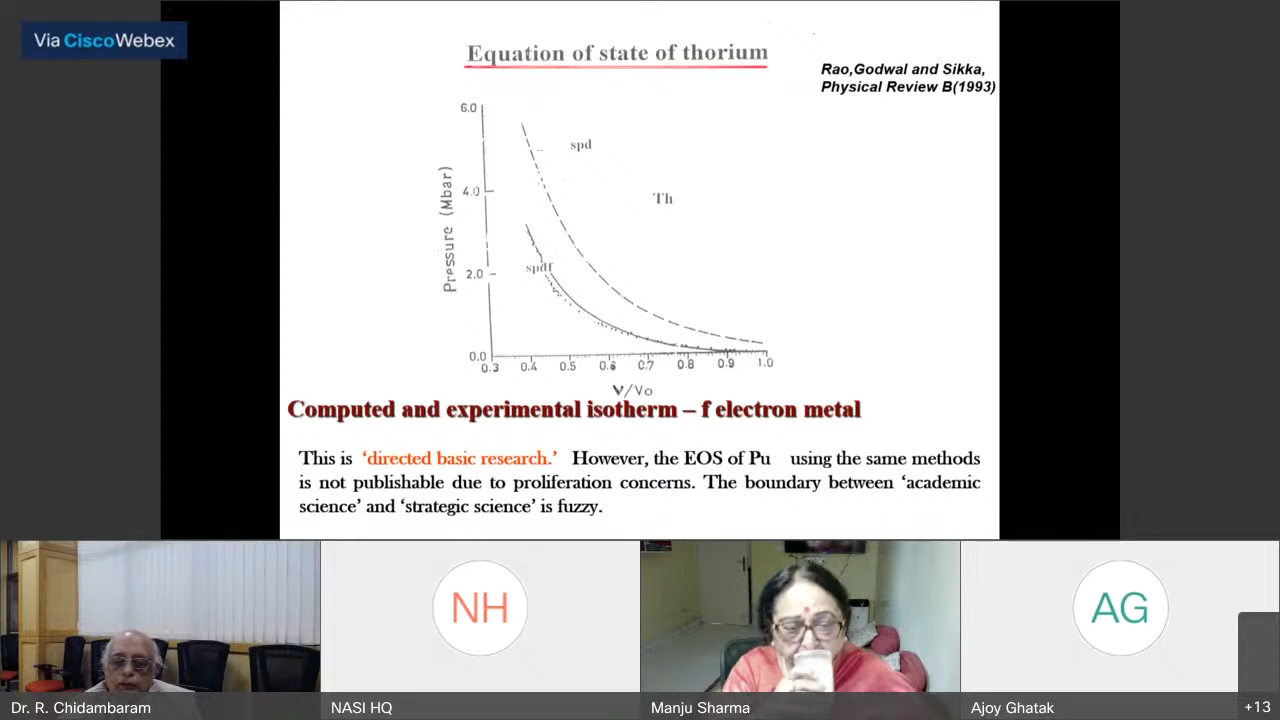 Via Cisco Webex
Equation of state of thorium
Rao,Godwal and Sikka,
Physical Review B(1993)
6.0
spd
4.0
Th
Pressure (Mbar)
spdf
2.0
0.0
0.3 0.4 0.5 0.6 0.7 0.8 0.9 1.0
V/Vo
Computed and experimental isotherm – f electron metal
This is ‘directed basic research.’ However, the EOS of Pu using the same methods
is not publishable due to proliferation concerns. The boundary between ‘academic
science’ and ‘strategic science’ is fuzzy.
NH
AG
Dr. R. Chidambaram
NASI HQ
Manju Sharma
Ajoy Ghatak
+13